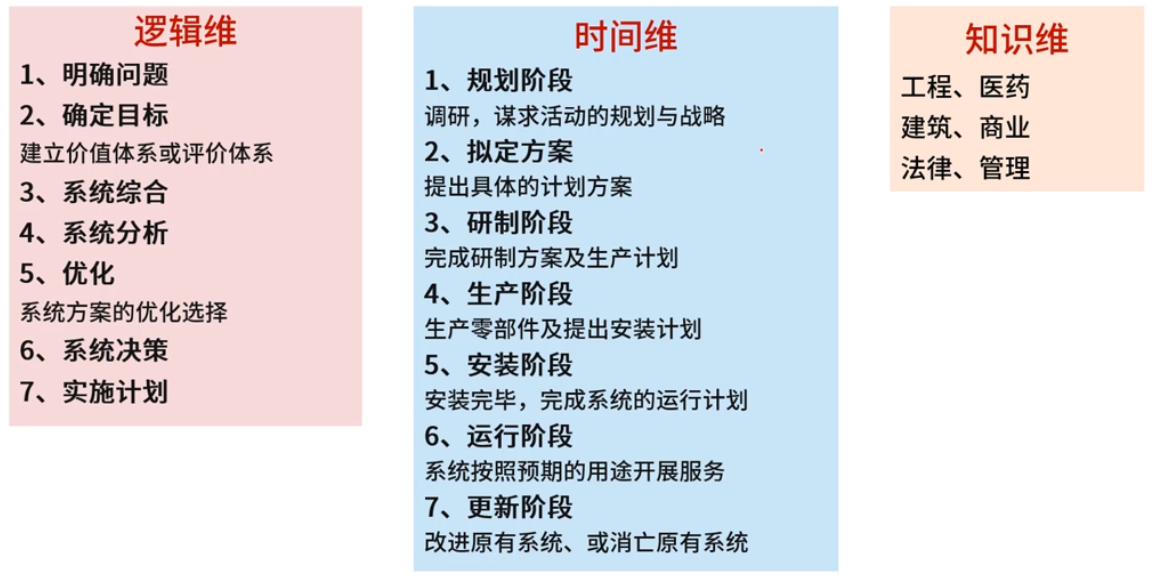 逻辑维
1、明确问题
2、确定目标
建立价值体系或评价体系
3、系统综合
4、系统分析
5、优化
系统方案的优化选择
6、系统决策
7、实施计划
时间维
1、规划阶段
调研，谋求活动的规划与战略
2、拟定方案
提出具体的计划方案
3、研制阶段
完成研制方案及生产计划
4、生产阶段
生产零部件及提出安装计划
5、安装阶段
安装完毕，完成系统的运行计划
6、运行阶段
系统按照预期的用途开展服务
7、更新阶段
改进原有系统、或消亡原有系统
知识维
工程、医药
建筑、商业
法律、管理